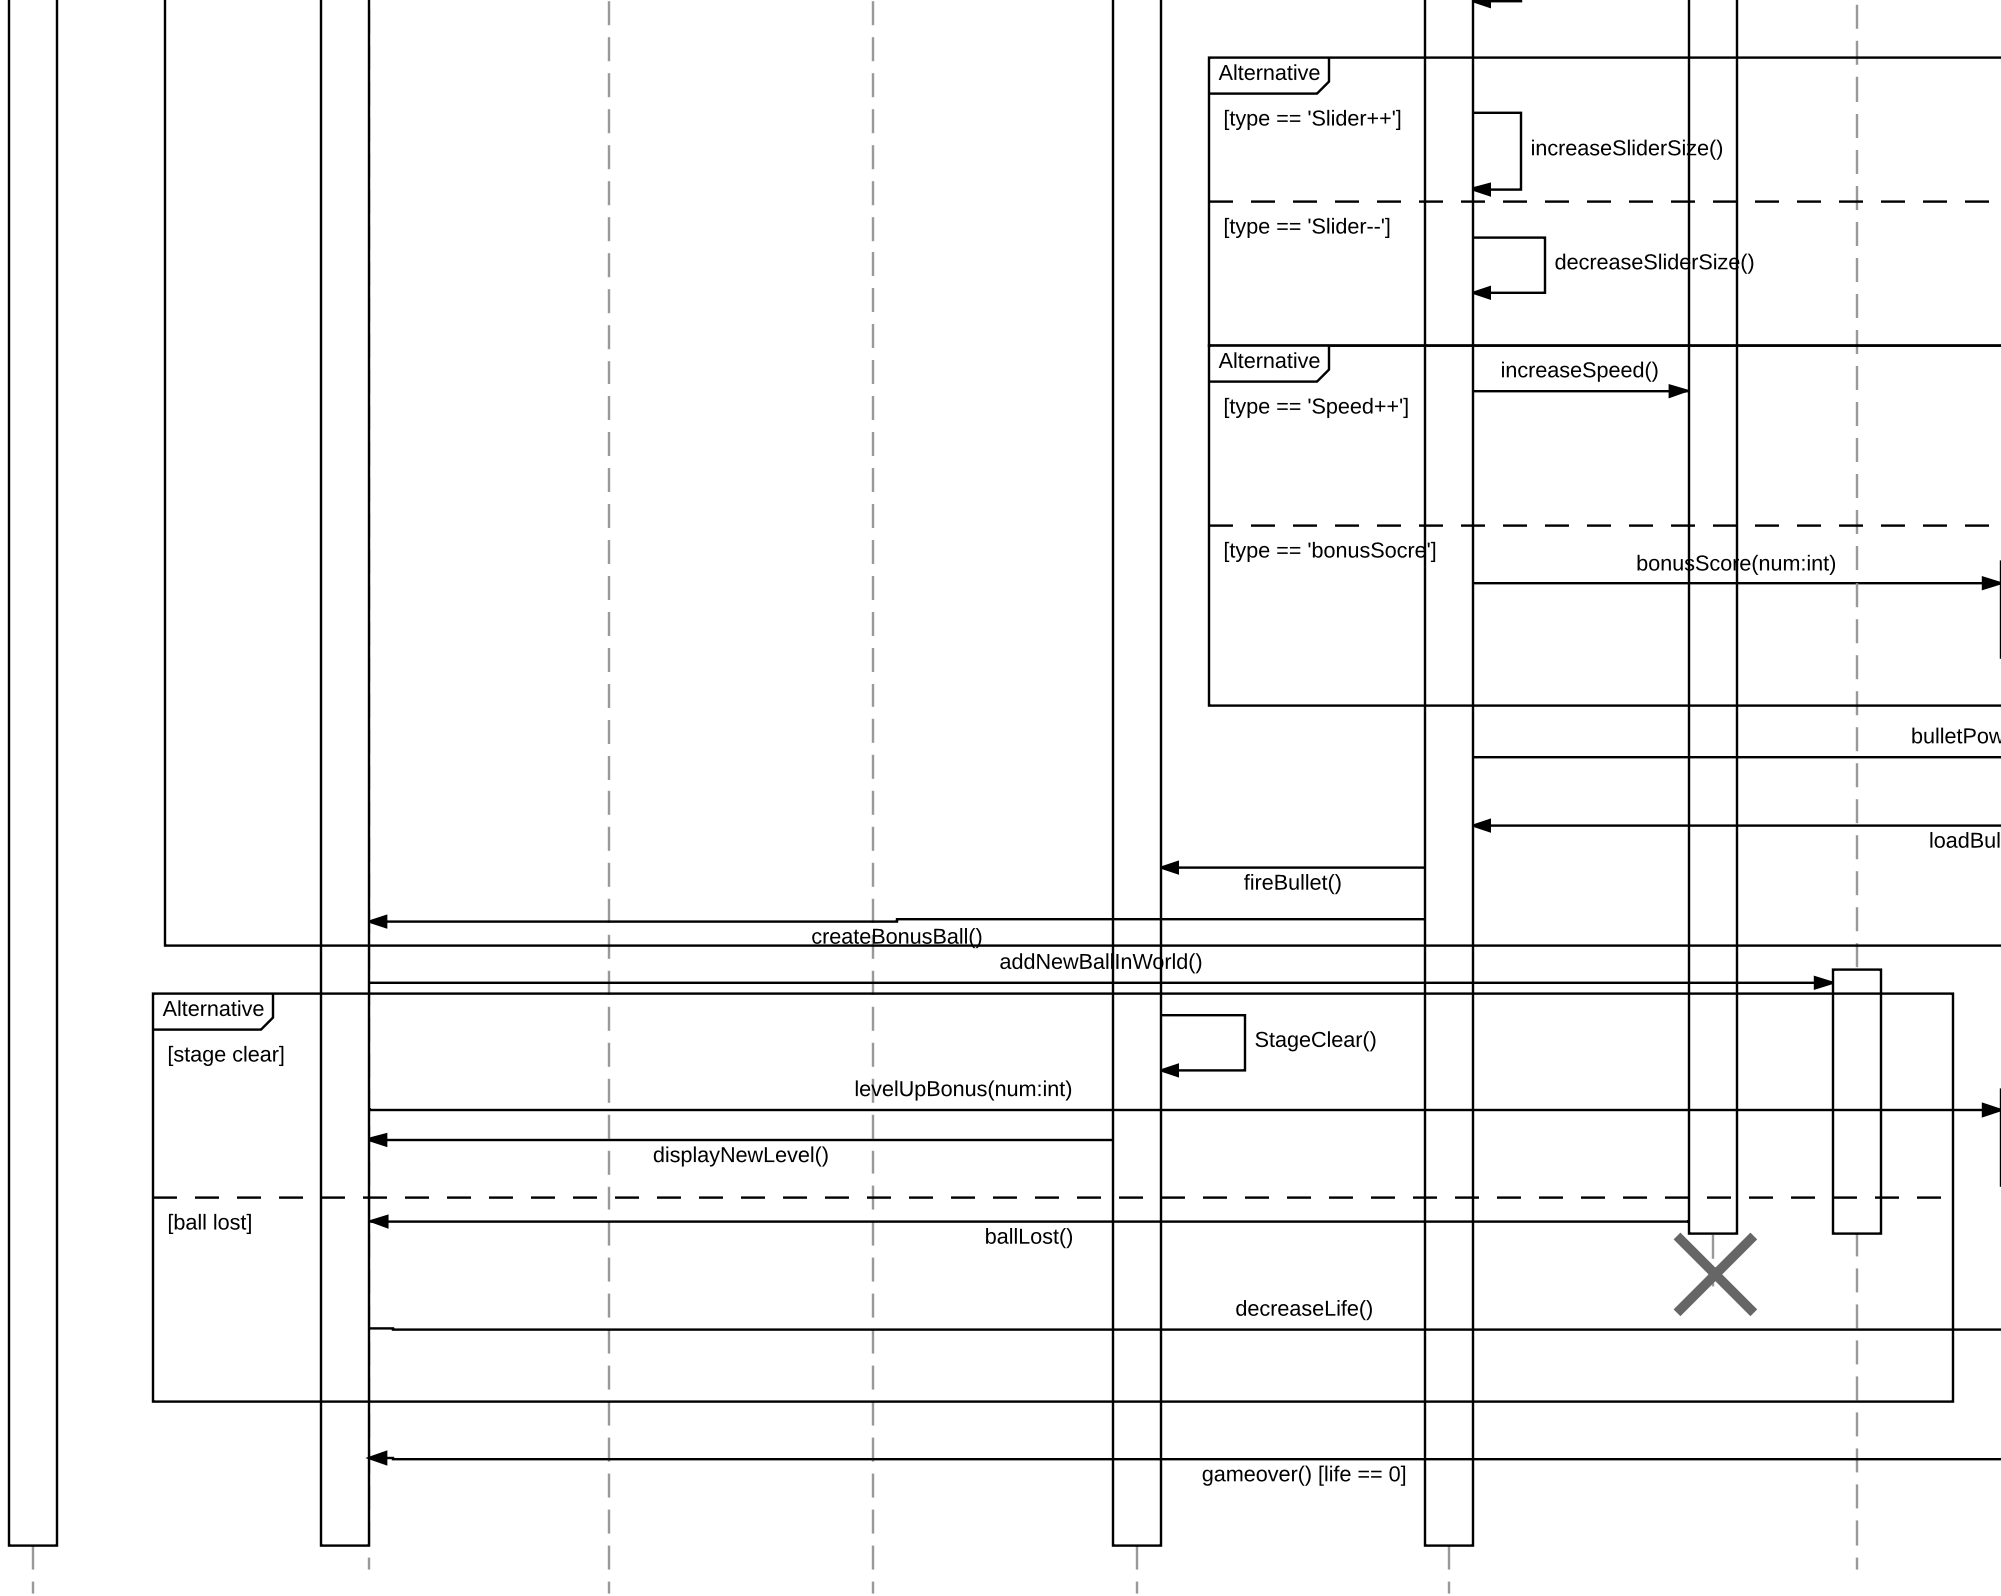 Alternative
[type == 'Slider++']
increaseSliderSize()
[type == 'Slider--']
decreaseSliderSize()
Alternative
increaseSpeed()
[type == 'Speed++']
[type == 'bonusSocre']
bonusScore(num:int)
bulletPow
loadBul
fireBullet()
createBonusBall()
addNewBallInWorld()
Alternative
StageClear()
[stage clear]
levelUpBonus(num:int)
displayNewLevel()
[ball lost]
ballLost()
decreaseLife()
gameover() [life == 0]